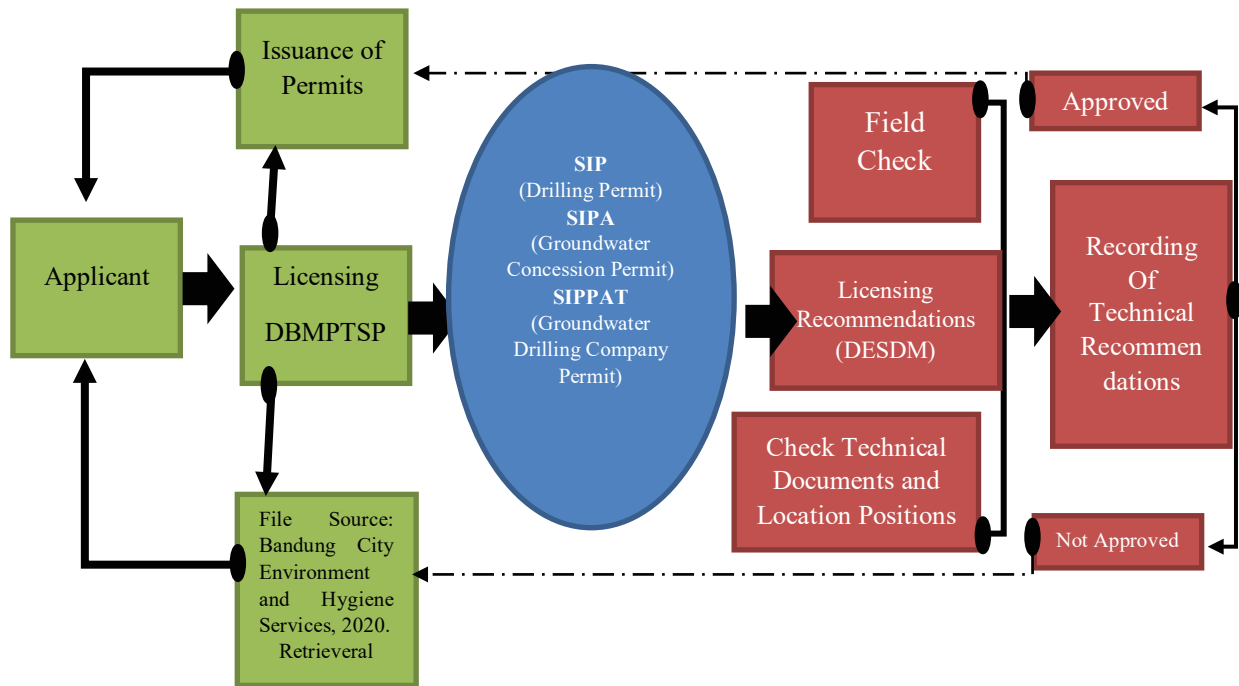 Issuance of
Permits
Applicant
Licensing
DBMPTSP
File Source:
Bandung City
Environment
and Hygiene
Services, 2020.
Retrieveral
SIP
(Drilling Permit)
SIPA
(Groundwater
Concession Permit)
SIPPAT
(Groundwater
Drilling Company
Permit)
Field
Check
Licensing
Recommendations
(DESDM)
Check Technical
Documents and
Location Positions
Approved
Recording
Of
Technical
Recommen
dations
Not Approved